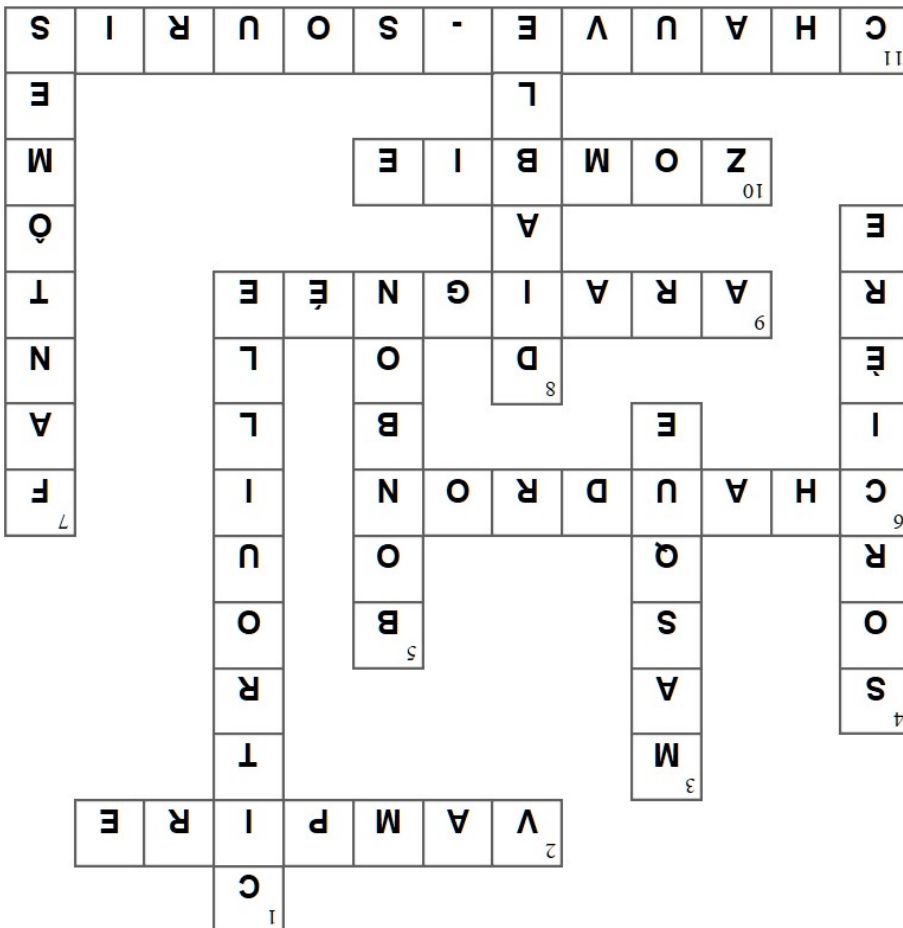 1 CITROUILLE
2 VAMPIRE
3 MASQUE
4 SORCIÈRE
5 BONBON
6 CHAUDRON
7 FANTÔMES
8 DIABLE
9 ARAIGNÉE
10 ZOMBIE
11 CHAUVE-SOURIS